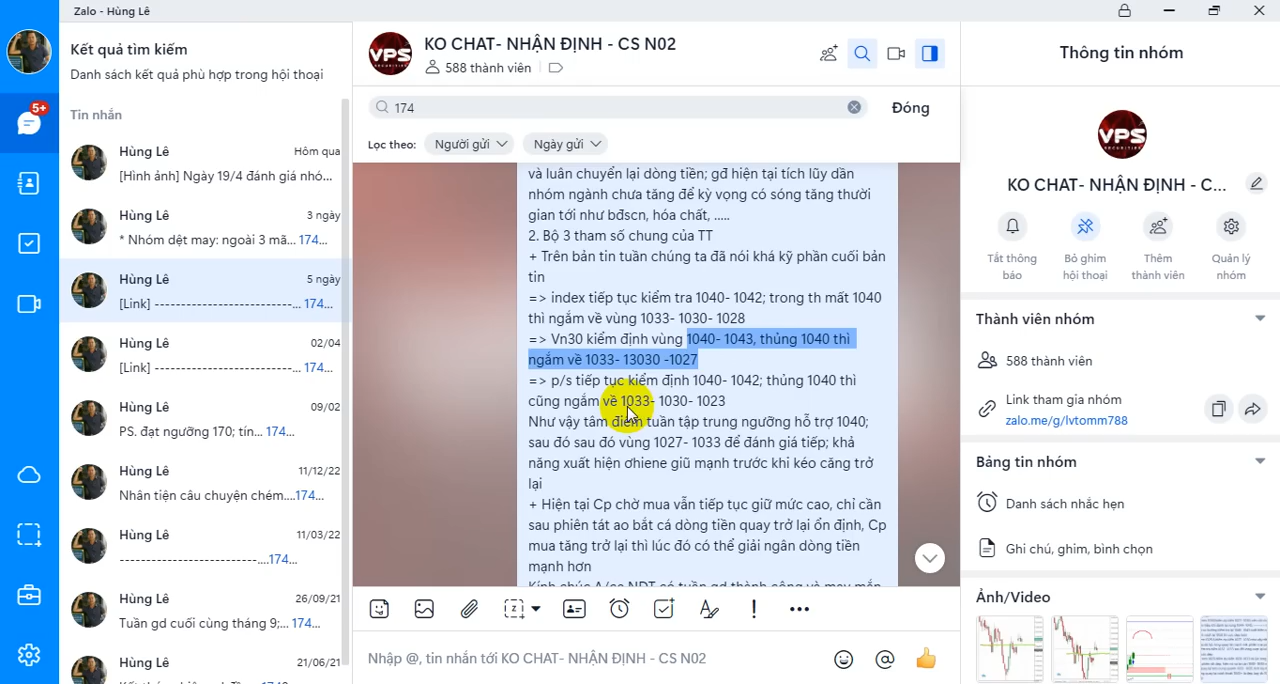 Zalo - Hùng Lê
5+
Kết quả tìm kiếm
Danh sách kết quả phù hợp trong hội thoại
Tin nhắn
Hùng Lê
Hôm qua
[Hình ảnh] Ngày 19/4 đánh giá nhó...
Hùng Lê
3 ngày
* Nhóm dệt may: ngoài 3 mã... 174...
Hùng Lê
5 ngày
[Link] --------------------------... 174...
Hùng Lê
02/04
[Link] --------------------------... 174...
Hùng Lê
09/02
PS. đạt ngưỡng 170; tín... 174...
Hùng Lê
11/12/22
Nhân tiện câu chuyện chém....174...
Hùng Lê
11/03/22
--------------------------....174...
Hùng Lê
26/09/21
Tuần gd cuối cùng tháng 9;... 174...
Hùng Lê
21/06/21
VPS
SECURITIES
KO CHAT- NHẬN ĐỊNH - CS N02
588 thành viên
174
Đóng
Lọc theo:
Người gửi
Ngày gửi
và luân chuyển lại dòng tiền; gđ hiện tại tích lũy dần
nhóm ngành chưa tăng để kỳ vọng có sóng tăng thười
gian tới như bđscn, hóa chất, .....
2. Bộ 3 tham số chung của TT
+ Trên bản tin tuần chúng ta đã nói khá kỹ phần cuối bản
tin
=> index tiếp tục kiểm tra 1040- 1042; trong th mất 1040
thì ngắm về vùng 1033- 1030- 1028
=> Vn30 kiểm định vùng 1040- 1043, thủng 1040 thì
ngắm về 1033- 13030 -1027
=> p/s tiếp tục kiểm định 1040- 1042; thủng 1040 thì
cũng ngắm về 1033- 1030- 1023
Như vậy tâm điểm tuần tập trung ngưỡng hỗ trợ 1040;
sau đó sau đó vùng 1027- 1033 để đánh giá tiếp; khả
năng xuất hiện ơhiene giũ mạnh trước khi kéo căng trở
lại
+ Hiện tại Cp chờ mua vẫn tiếp tục giữ mức cao, chỉ cần
sau phiên tát ao bắt cá dòng tiền quay trở lại ổn định, Cp
mua tăng trở lại thì lúc đó có thể giải ngân dòng tiền
mạnh hơn
Kính chúc A/cs NĐT có tuần gd thành công và may mắn
Nhập @, tin nhắn tới KO CHAT- NHẬN ĐỊNH - CS N02
Thông tin nhóm
VPS
SECURITIES
KO CHAT- NHẬN ĐỊNH - C...
Tắt thông
báo
Bỏ ghim
hội thoại
Thêm
thành viên
Quản lý
nhóm
Thành viên nhóm
588 thành viên
Link tham gia nhóm
zalo.me/g/lvtomm788
Bảng tin nhóm
Danh sách nhắc hẹn
Ghi chú, ghim, bình chọn
Ảnh/Video